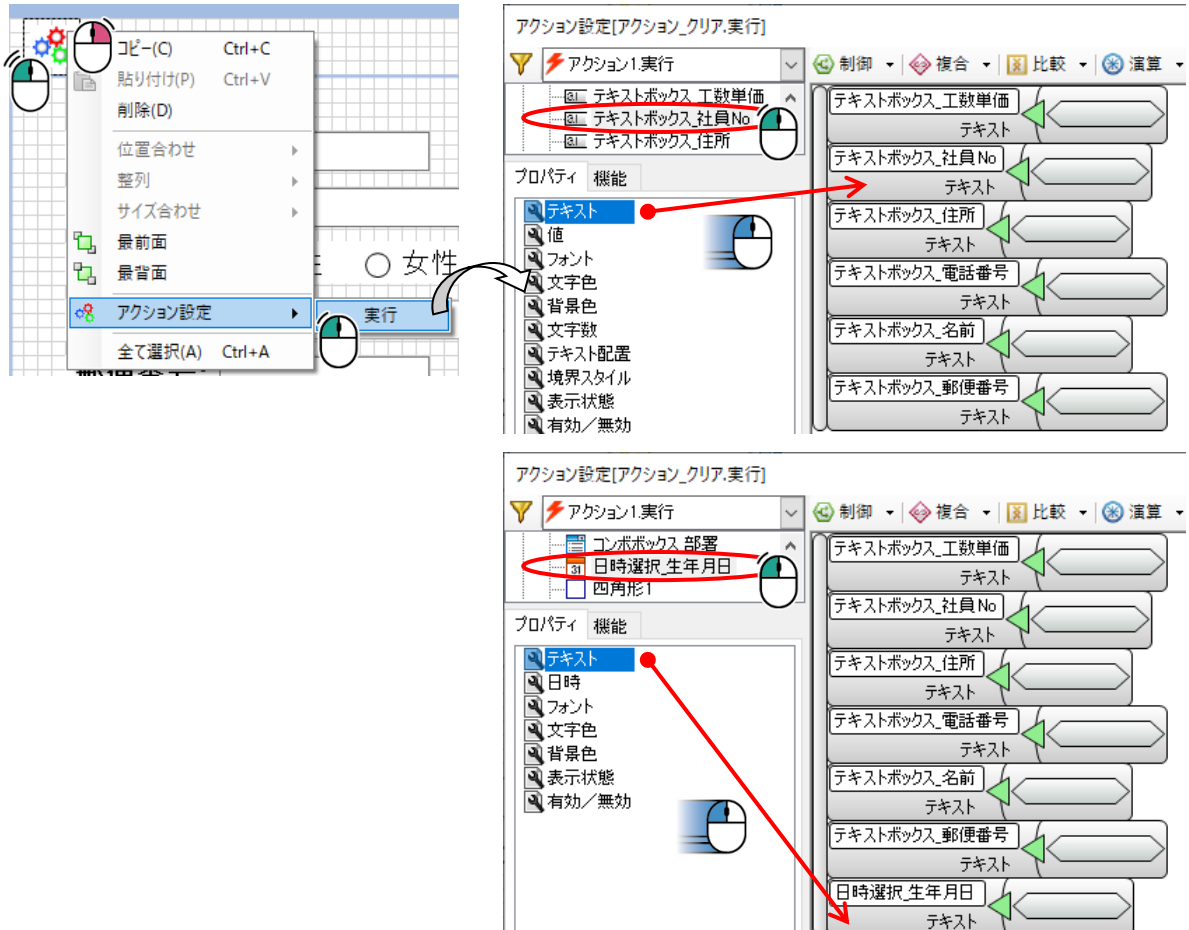 コピー(C) Ctrl+C
貼り付け(P) Ctrl+V
削除(D)
位置合わせ
整列
サイズ合わせ
最前面
最背面
アクション設定
実行
全て選択(A) Ctrl+A
女性
アクション設定[アクション_クリア.実行]
アクション1.実行
制御 複合 比較 演算
テキストボックス_工数単価
テキストボックス_社員No
テキストボックス_住所
プロパティ 機能
テキスト
値
フォント
文字色
背景色
文字数
テキスト配置
境界スタイル
表示状態
有効／無効
テキストボックス_工数単価
テキスト
テキストボックス_社員No
テキスト
テキストボックス_住所
テキスト
テキストボックス_電話番号
テキスト
テキストボックス_名前
テキスト
テキストボックス_郵便番号
テキスト
アクション設定[アクション_クリア.実行]
アクション1.実行
制御 複合 比較 演算
コンボボックス_部署
31 日時選択_生年月日
四角形1
プロパティ 機能
テキスト
日時
フォント
文字色
背景色
表示状態
有効／無効
テキストボックス_工数単価
テキスト
テキストボックス_社員No
テキスト
テキストボックス_住所
テキスト
テキストボックス_電話番号
テキスト
テキストボックス_名前
テキスト
テキストボックス_郵便番号
テキスト
日時選択_生年月日
テキスト